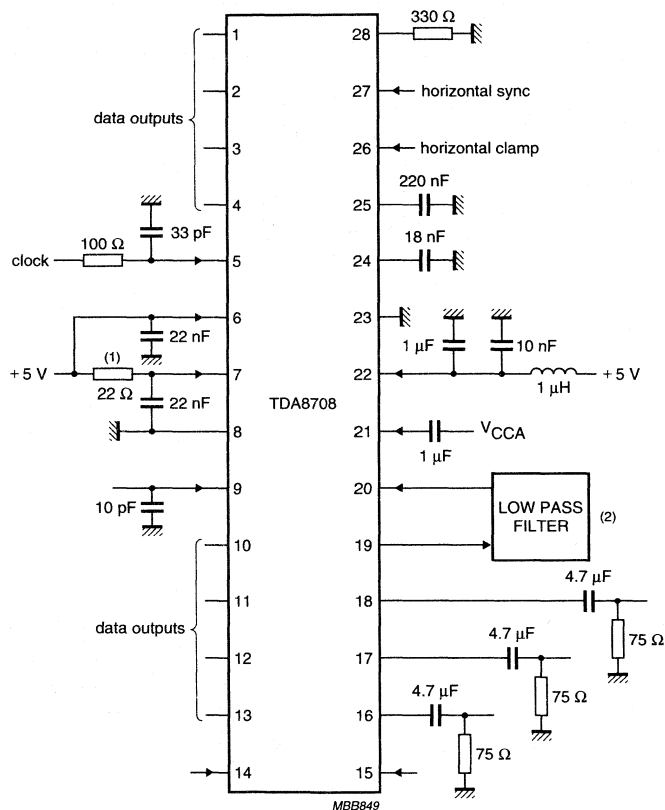 330 Ω
1
28
2
27
horizontal sync
data outputs
3
26
horizontal clamp
220 nF
4
25
33 pF
18 nF
100 Ω
clock
5
24
6
23
22 nF
1 µF
10 nF
(1)
+ 5 V
7
22
+ 5 V
22 Ω
1 µH
22 nF
TDA8708
8
21
VCCA
1 µF
9
20
10 pF
LOW PASS
FILTER
(2)
10
19
4.7 µF
11
18
data outputs
4.7 µF
75 Ω
12
17
4.7 µF
75 Ω
13
16
75 Ω
14
15
MBB849